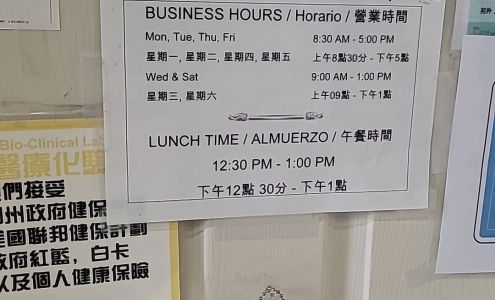 BUSINESS HOURS / Horario / 營業時間
Mon, Tue, Thu, Fri 8:30 AM - 5:00 PM
星期一, 星期二, 星期四, 星期五 上午8點30分 - 下午5點
Wed & Sat 9:00 AM - 1:00 PM
星期三, 星期六 上午09點 - 下午1點
LUNCH TIME / ALMUERZO / 午餐時間
12:30 PM - 1:00 PM
下午12點 30分 - 下午1點
Bio-Clinical Lab
醫療化驗
們接受
州政府健保
國聯邦健保計劃
政府紅藍，白卡
以及個人健康保險
另外